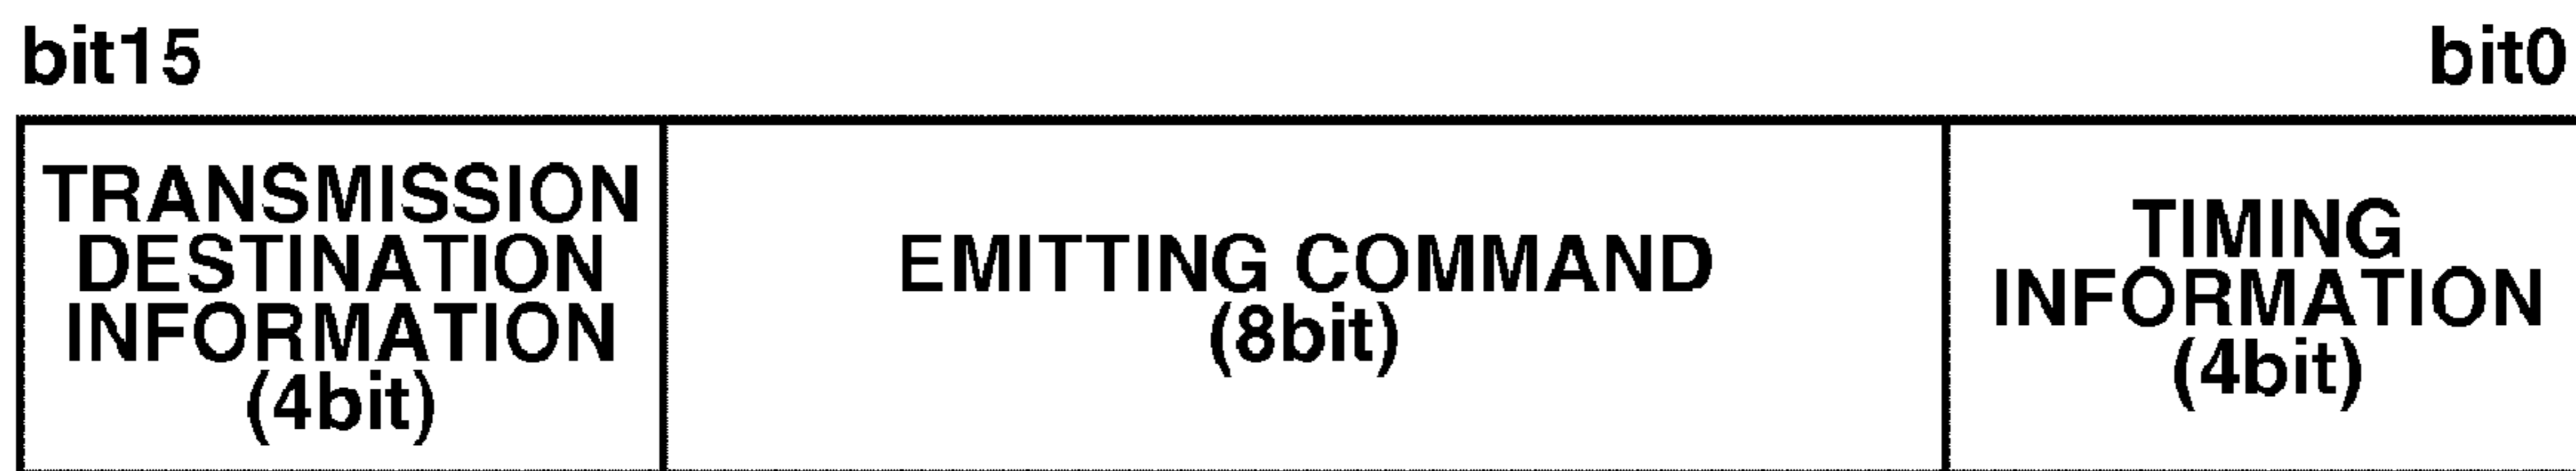 bit15
bit0
TRANSMISSION
DESTINATION
INFORMATION
(4bit)
EMITTING COMMAND
(8bit)
TIMING
INFORMATION
(4bit)